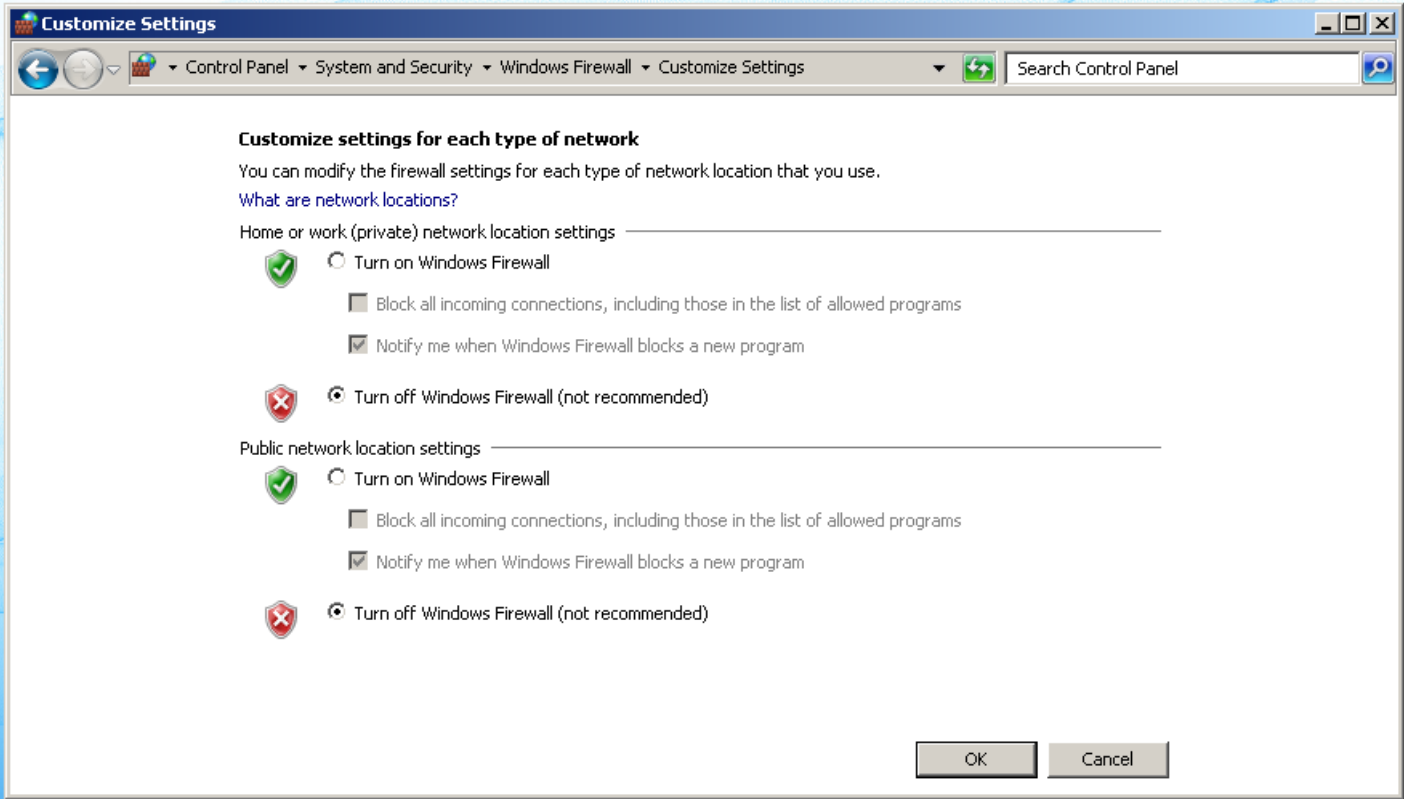 Customize Settings
Control Panel System and Security Windows Firewall Customize Settings Search Control Panel
Customize settings for each type of network
You can modify the firewall settings for each type of network location that you use.
What are network locations?
Home or work (private) network location settings
Turn on Windows Firewall
Block all incoming connections, including those in the list of allowed programs
Notify me when Windows Firewall blocks a new program
Turn off Windows Firewall (not recommended)
Public network location settings
Turn on Windows Firewall
Block all incoming connections, including those in the list of allowed programs
Notify me when Windows Firewall blocks a new program
Turn off Windows Firewall (not recommended)
OK Cancel